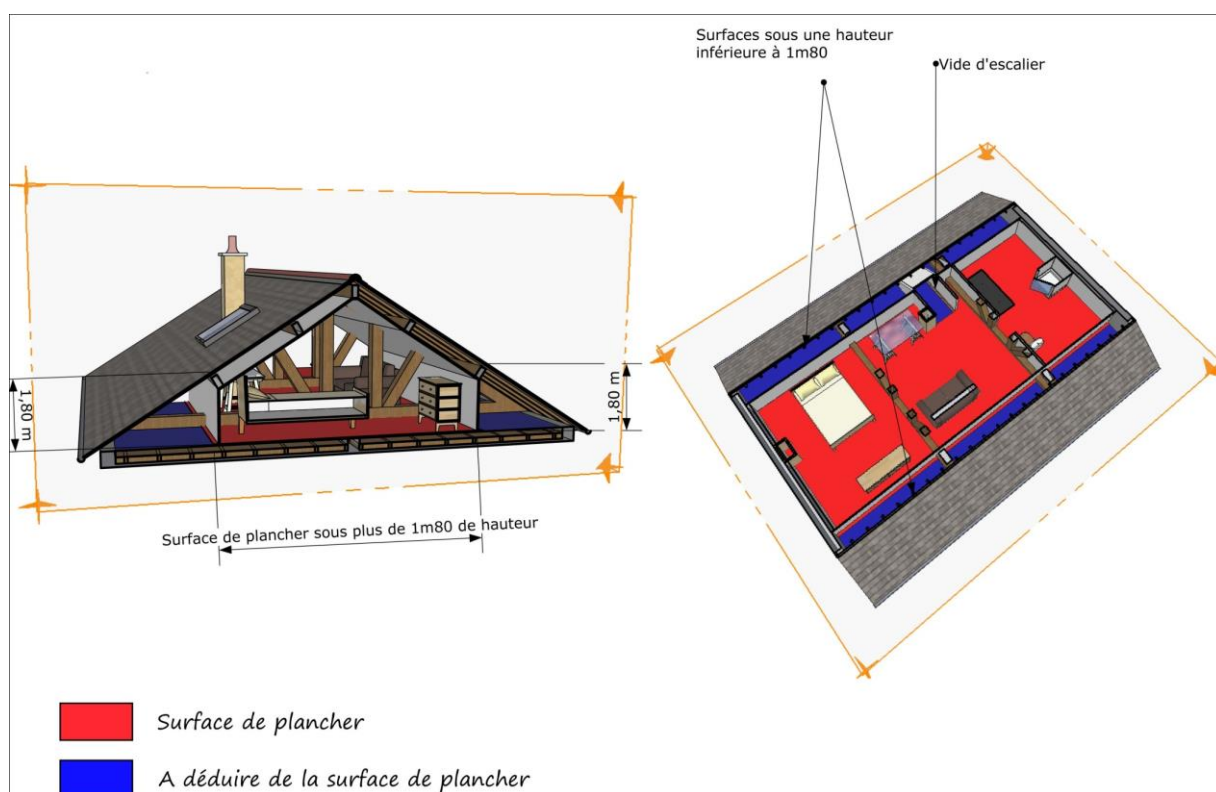 Surfaces sous une hauteur
inférieure à 1m80
Vide d'escalier
1,80 m
1,80 m
Surface de plancher sous plus de 1m80 de hauteur
Surface de plancher
A déduire de la surface de plancher